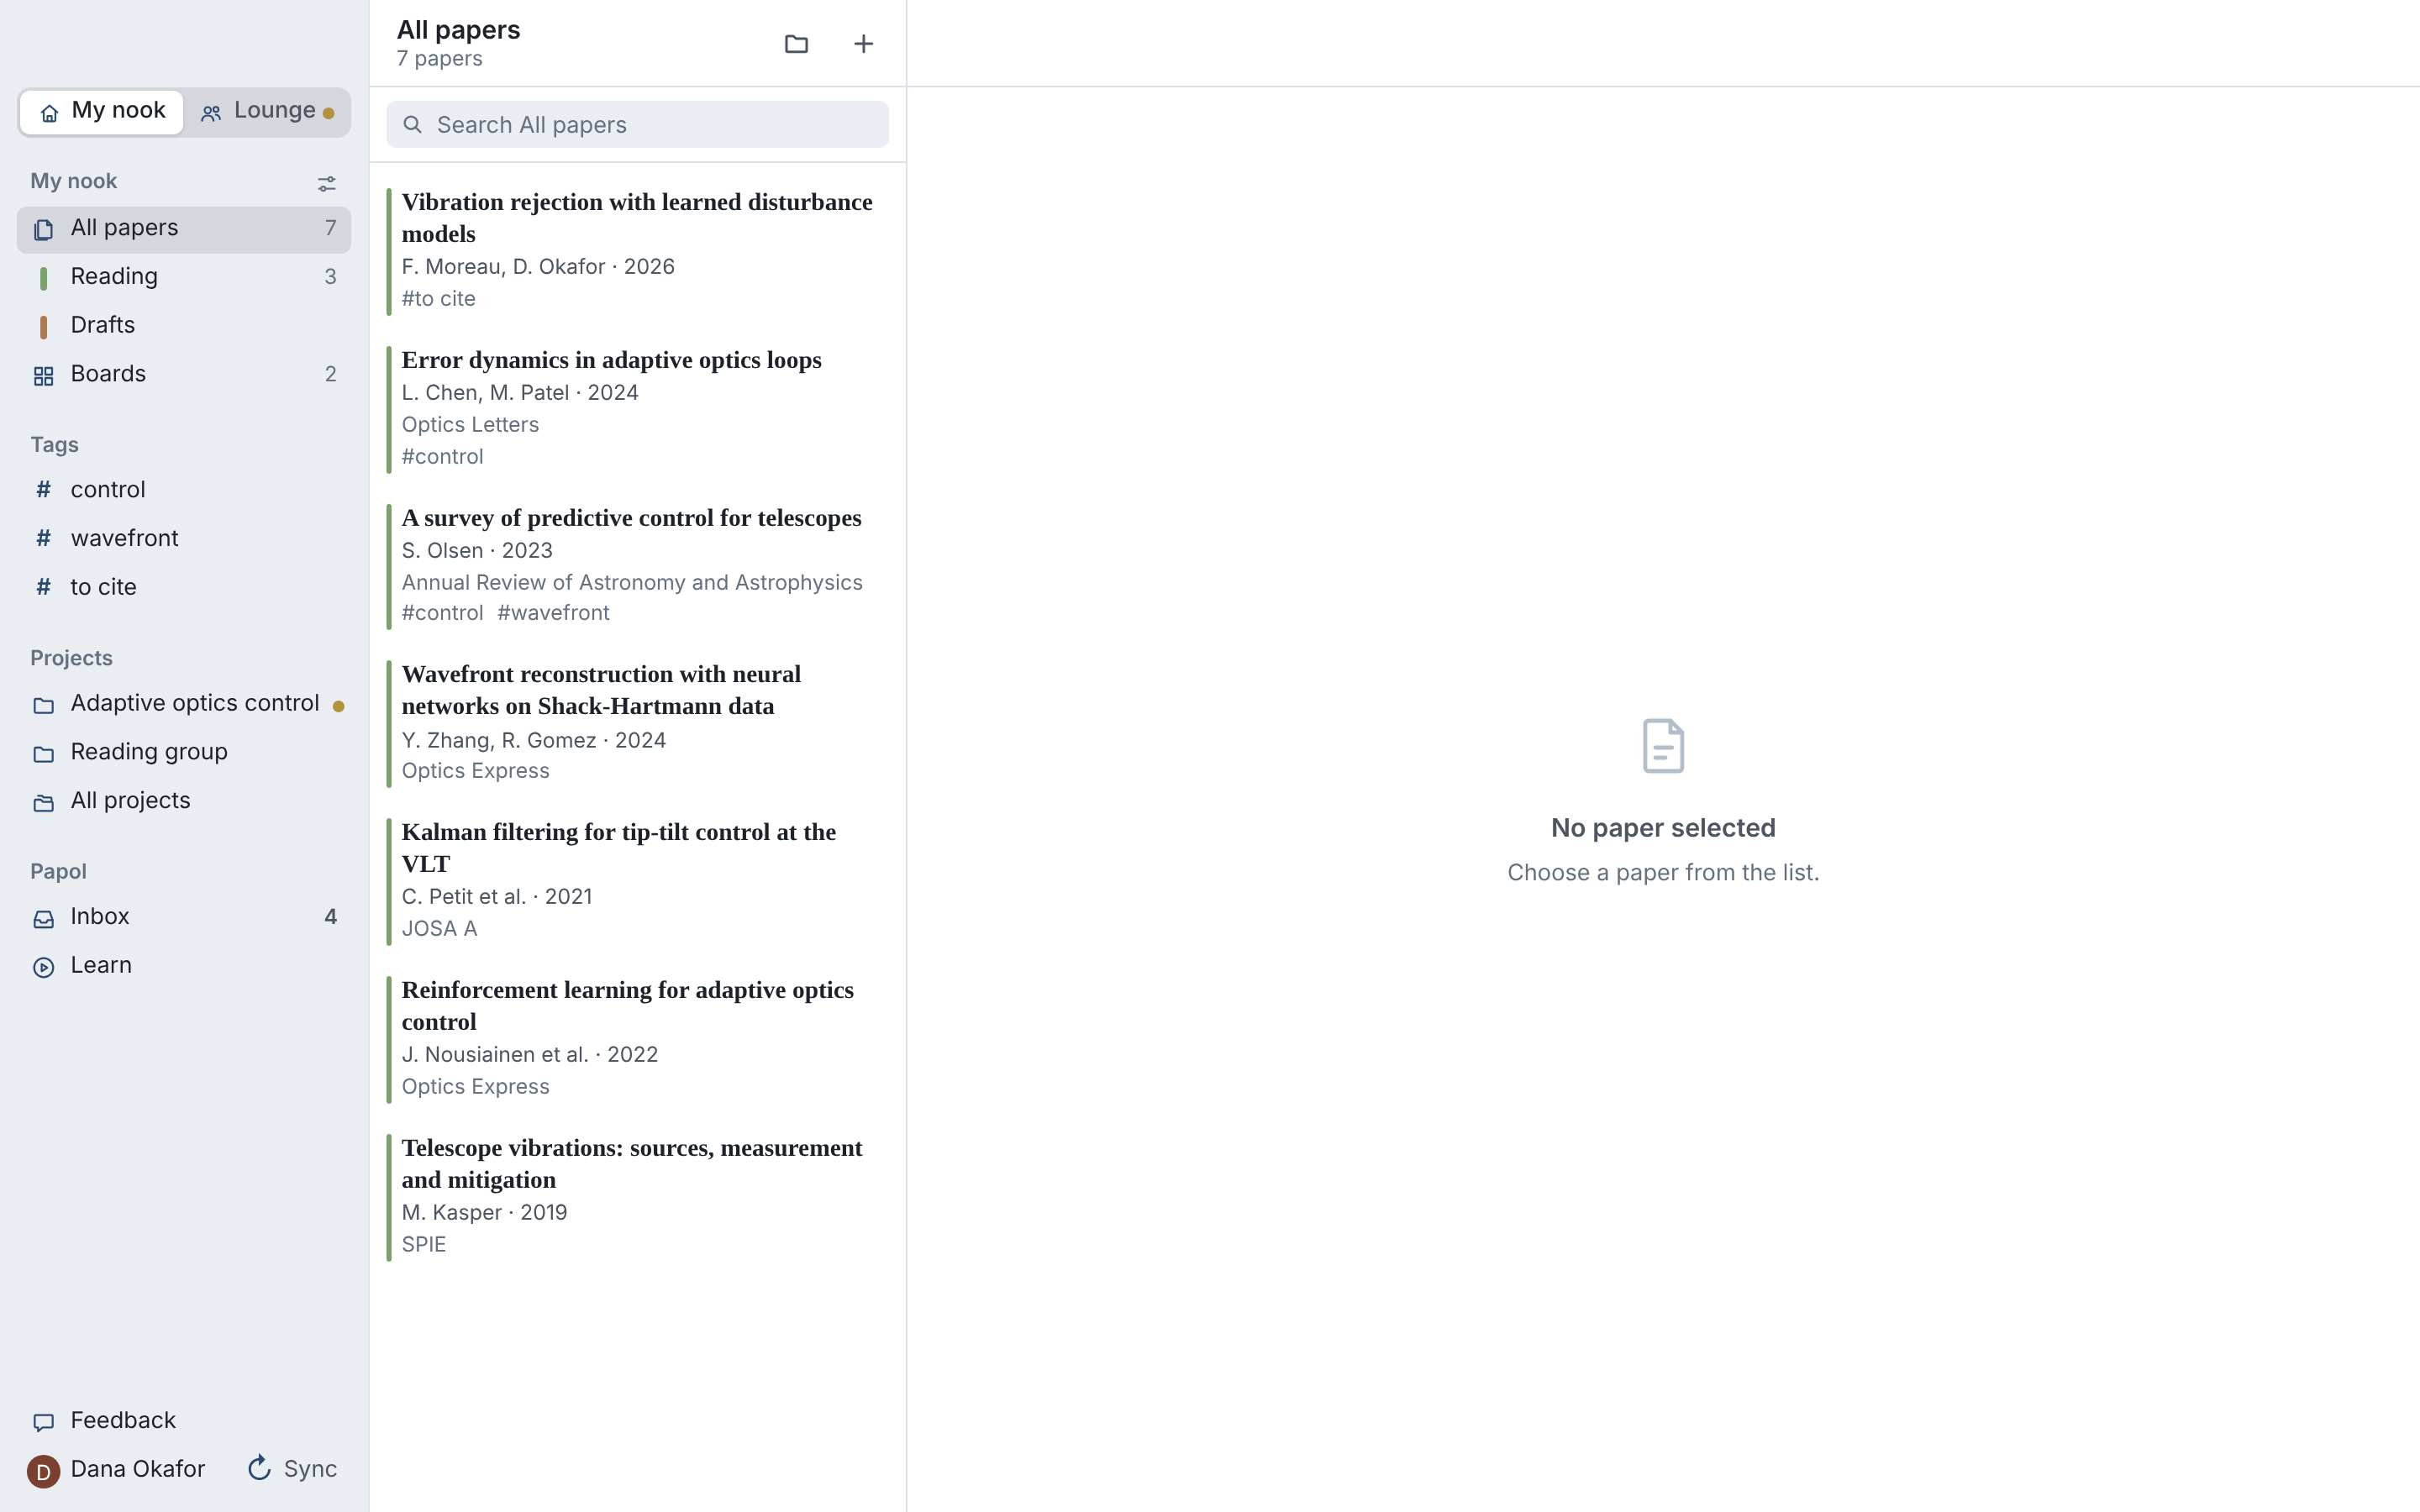 My nook
Lounge
My nook
All papers 7
Reading 3
Drafts
Boards 2
Tags
# control
# wavefront
# to cite
Projects
Adaptive optics control
Reading group
All projects
Papol
Inbox 4
Learn
Feedback
D Dana Okafor
Sync
All papers
7 papers
Search All papers
Vibration rejection with learned disturbance
models
F. Moreau, D. Okafor · 2026
#to cite
Error dynamics in adaptive optics loops
L. Chen, M. Patel · 2024
Optics Letters
#control
A survey of predictive control for telescopes
S. Olsen · 2023
Annual Review of Astronomy and Astrophysics
#control #wavefront
Wavefront reconstruction with neural
networks on Shack-Hartmann data
Y. Zhang, R. Gomez · 2024
Optics Express
Kalman filtering for tip-tilt control at the
VLT
C. Petit et al. · 2021
JOSA A
Reinforcement learning for adaptive optics
control
J. Nousiainen et al. · 2022
Optics Express
Telescope vibrations: sources, measurement
and mitigation
M. Kasper · 2019
SPIE
No paper selected
Choose a paper from the list.